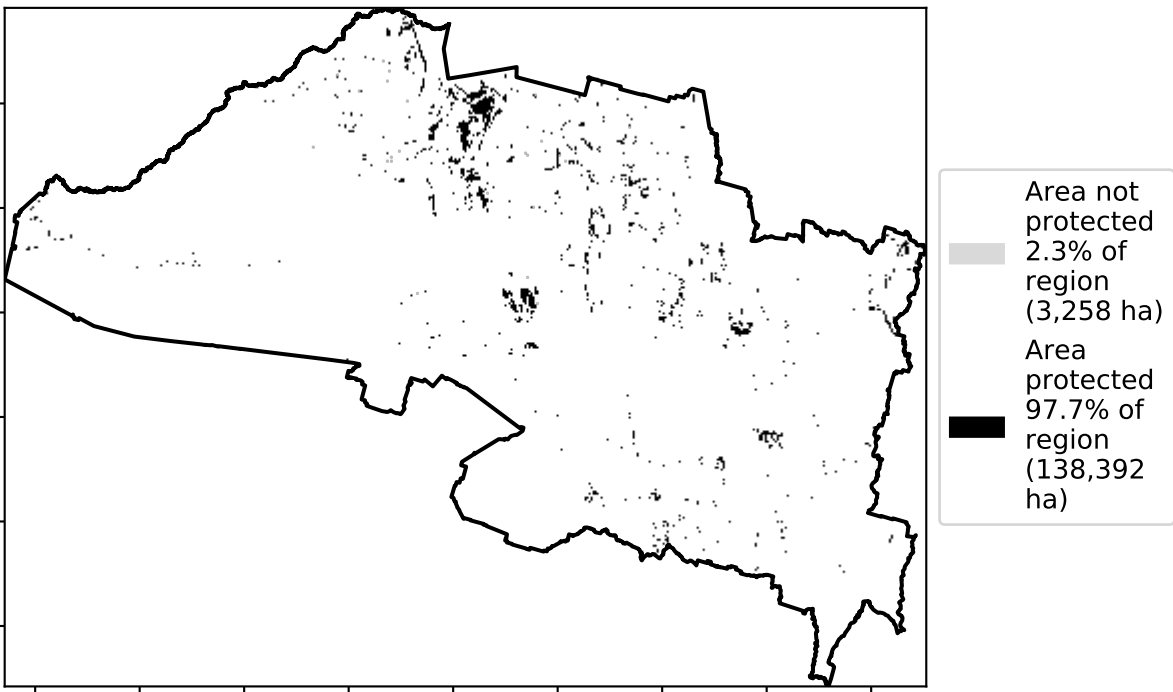 Area not
protected
2.3% of
region
(3,258 ha)
Area
protected
97.7% of
region
(138,392
ha)